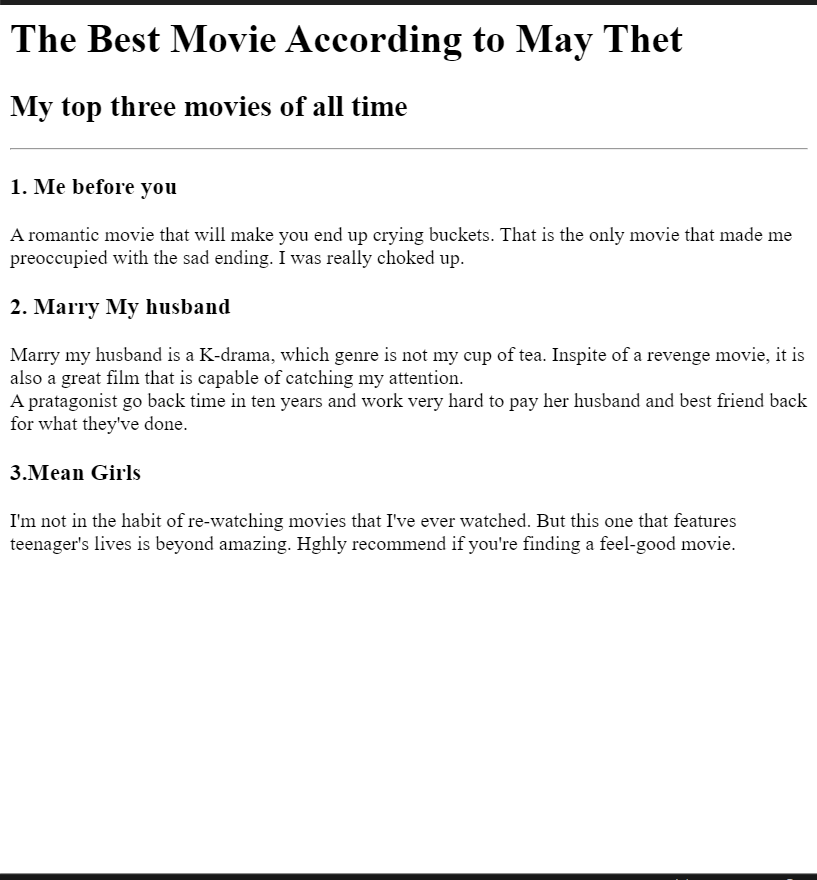 The Best Movie According to May Thet
My top three movies of all time
1. Me before you
A romantic movie that will make you end up crying buckets. That is the only movie that made me
preoccupied with the sad ending. I was really choked up.
2. Marry My husband
Marry my husband is a K-drama, which genre is not my cup of tea. Inspite of a revenge movie, it is
also a great film that is capable of catching my attention.
A pratagonist go back time in ten years and work very hard to pay her husband and best friend back
for what they've done.
3.Mean Girls
I'm not in the habit of re-watching movies that I've ever watched. But this one that features
teenager's lives is beyond amazing. Hghly recommend if you're finding a feel-good movie.